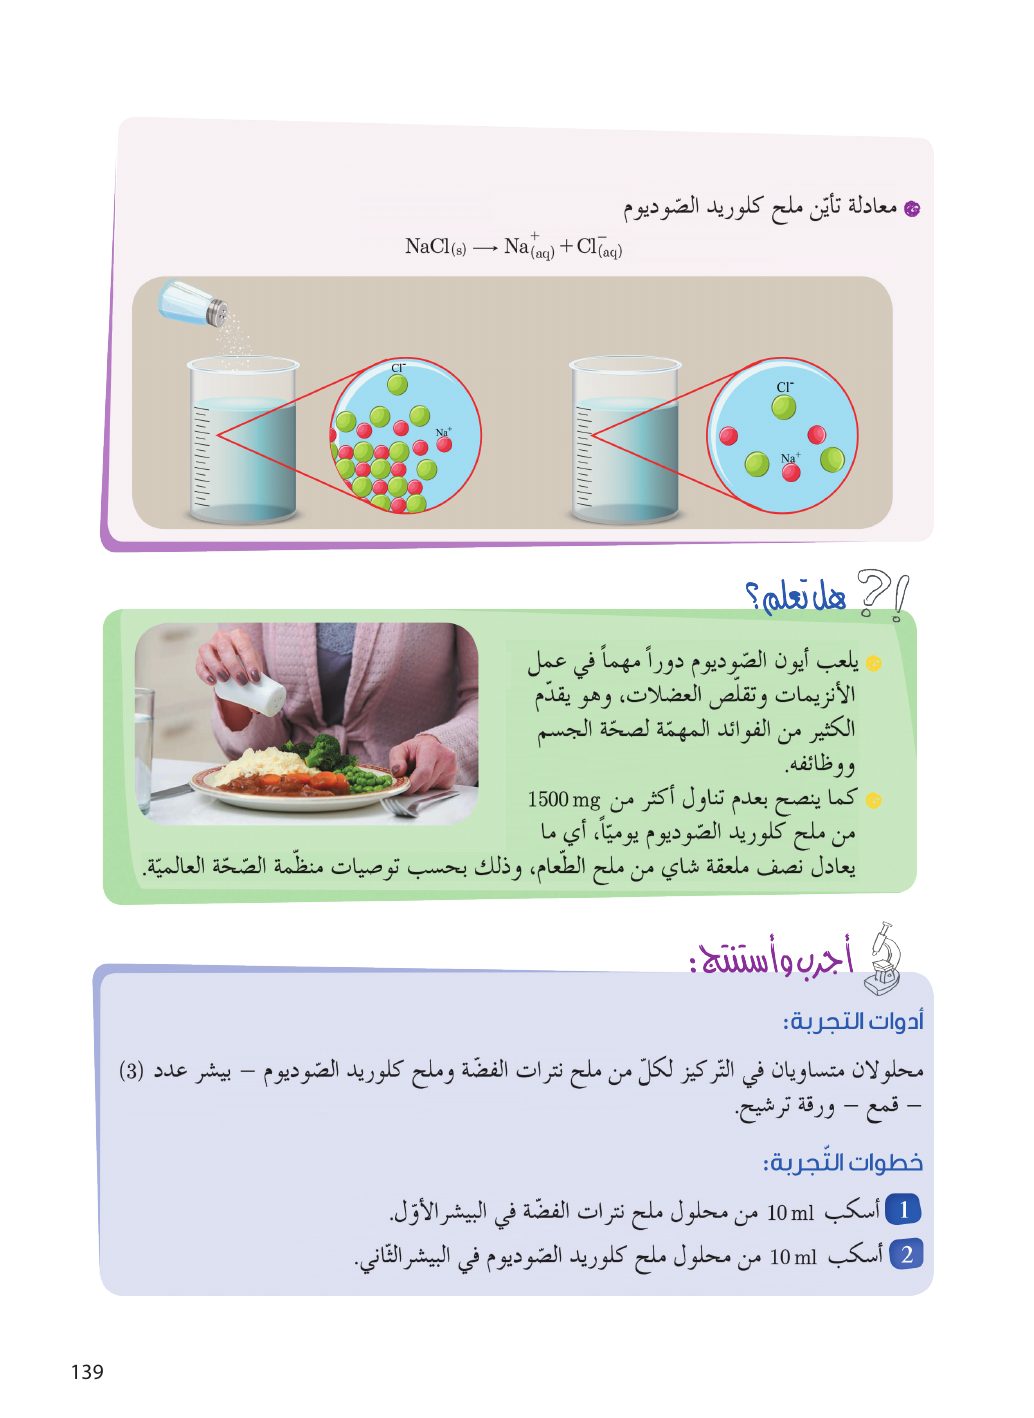 معادلة تأيّن ملح كلوريد الصّوديوم
NaCl(s) ⟶ Na⁺(aq) + Cl⁻(aq)
Cl⁻
Na⁺
Cl⁻
Na⁺
هل تعلم؟
يلعب أيون الصّوديوم دوراً مهماً في عمل
الأنزيمات وتقلّص العضلات، وهو يقدّم
الكثير من الفوائد المهمّة لصحّة الجسم
ووظائفه.
كما ينصح بعدم تناول أكثر من 1500 mg
من ملح كلوريد الصّوديوم يوميّاً، أي ما
يعادل نصف ملعقة شاي من ملح الطّعام، وذلك بحسب توصيات منظّمة الصّحّة العالميّة.
أجرب وأستنتج:
أدوات التجربة:
محلولان متساويان في التّركيز لكلّ من ملح نترات الفضّة وملح كلوريد الصّوديوم – بيشر عدد (3)
– قمع – ورقة ترشيح.
خطوات التّجربة:
1 أسكب 10 ml من محلول ملح نترات الفضّة في البيشر الأوّل.
2 أسكب 10 ml من محلول ملح كلوريد الصّوديوم في البيشر الثّاني.
139